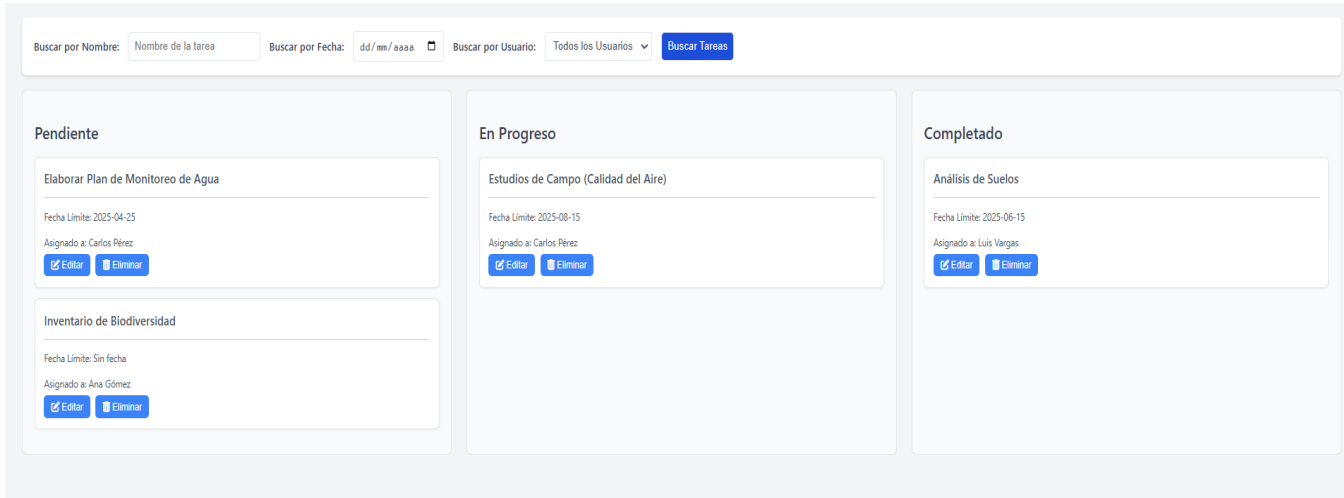 Buscar por Nombre: Nombre de la tarea Buscar por Fecha: dd/mm/aaaa Buscar por Usuario: Todos los Usuarios Buscar Tareas
Pendiente
Elaborar Plan de Monitoreo de Agua
Fecha Límite: 2025-04-25
Asignado a: Carlos Pérez
Editar Eliminar
Inventario de Biodiversidad
Fecha Límite: Sin fecha
Asignado a: Ana Gómez
Editar Eliminar
En Progreso
Estudios de Campo (Calidad del Aire)
Fecha Límite: 2025-08-15
Asignado a: Carlos Pérez
Editar Eliminar
Completado
Análisis de Suelos
Fecha Límite: 2025-06-15
Asignado a: Luis Vargas
Editar Eliminar